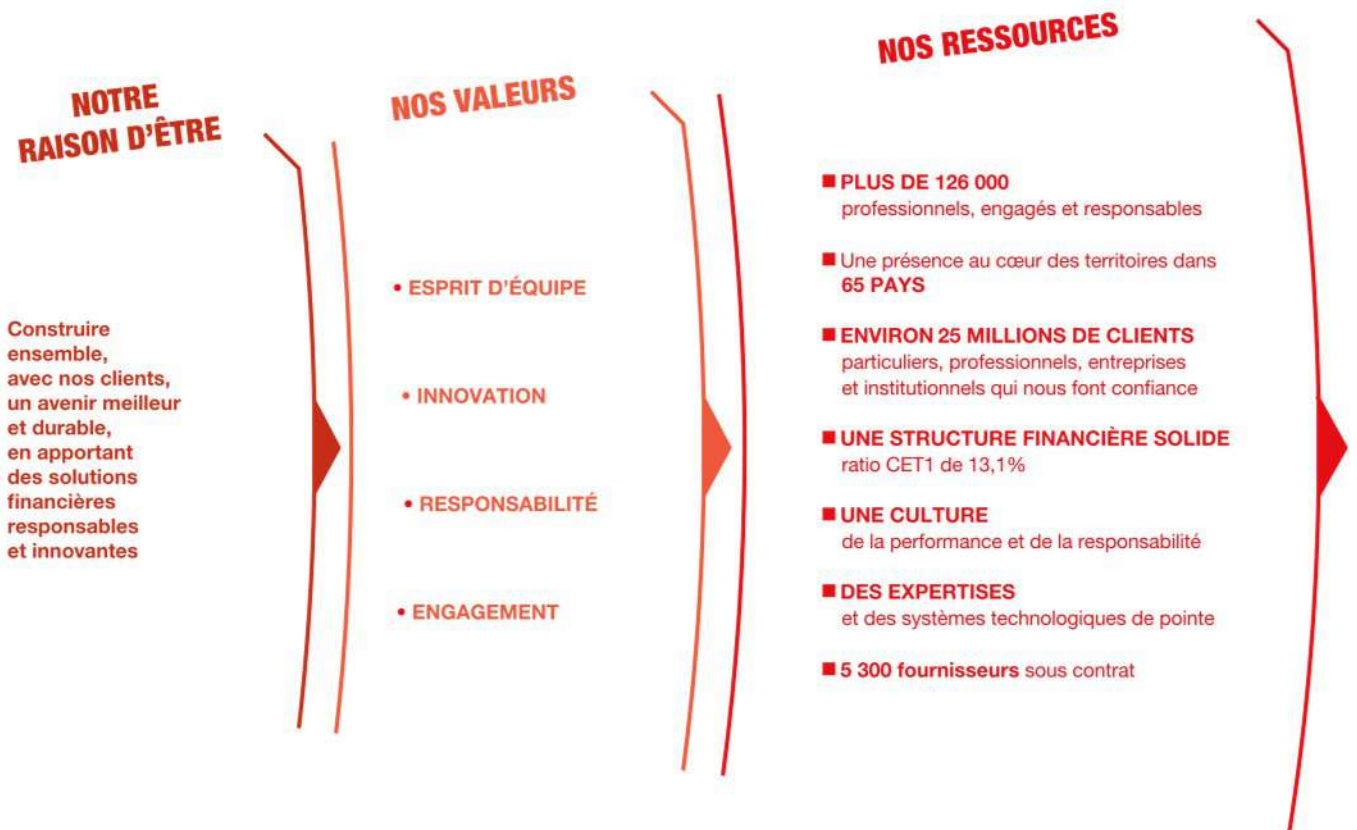 NOTRE
RAISON D'ÊTRE
Construire
ensemble,
avec nos clients,
un avenir meilleur
et durable,
en apportant
des solutions
financières
responsables
et innovantes
NOS VALEURS
• ESPRIT D'ÉQUIPE
• INNOVATION
• RESPONSABILITÉ
• ENGAGEMENT
NOS RESSOURCES
■ PLUS DE 126 000
professionnels, engagés et responsables
■ Une présence au cœur des territoires dans
65 PAYS
■ ENVIRON 25 MILLIONS DE CLIENTS
particuliers, professionnels, entreprises
et institutionnels qui nous font confiance
■ UNE STRUCTURE FINANCIÈRE SOLIDE
ratio CET1 de 13,1%
■ UNE CULTURE
de la performance et de la responsabilité
■ DES EXPERTISES
et des systèmes technologiques de pointe
■ 5 300 fournisseurs sous contrat